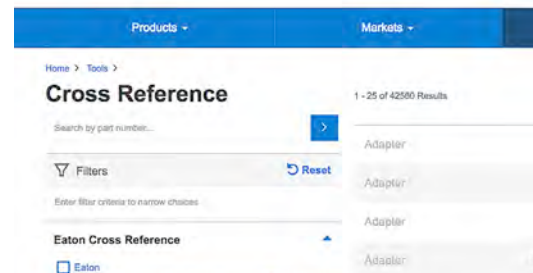 Products
Markets
Home > Tools >
Cross Reference
1 - 25 of 42580 Results
Search by part number...
Adapter
Filters
Reset
Adapter
Enter filter criteria to narrow choices
Adapter
Eaton Cross Reference
Eaton
Adapter